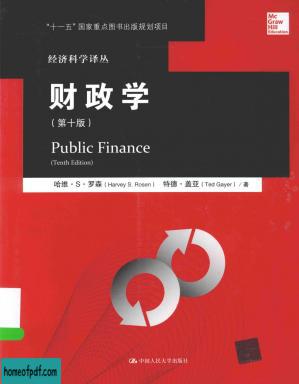 "十一五"国家重点图书出版规划项目
Mc
Graw
Hill
Education
经济科学译丛
财政学
(第十版)
Public Finance
(Tenth Edition)
哈维·S·罗森(Harvey S. Rosen) 特德·盖亚(Ted Gayer)/著
中国人民大学出版社
homeofpdf.com